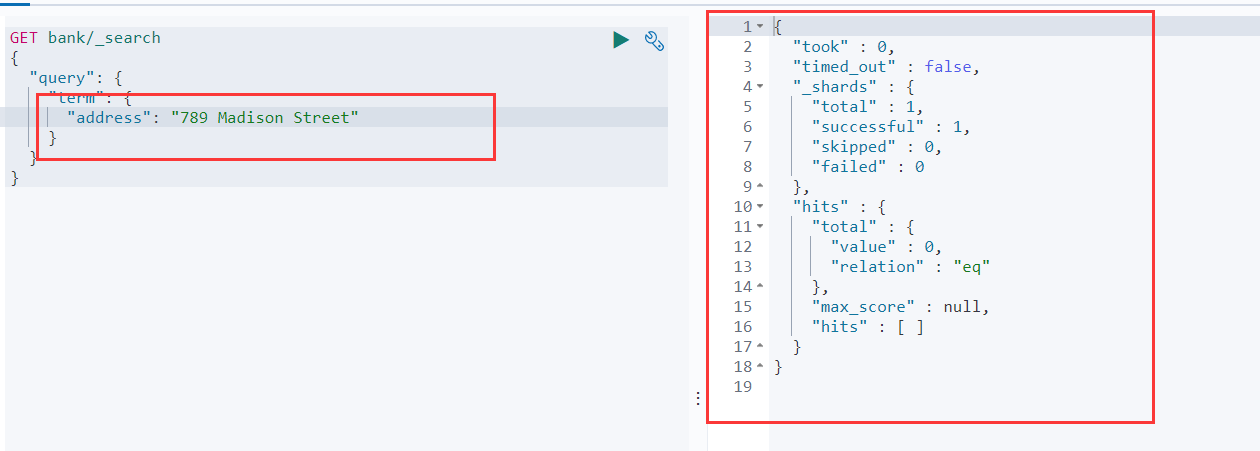 GET bank/_search
{
  "query": {
    "term": {
      "address": "789 Madison Street"
    }
  }
}
1 {
2   "took" : 0,
3   "timed_out" : false,
4   "_shards" : {
5     "total" : 1,
6     "successful" : 1,
7     "skipped" : 0,
8     "failed" : 0
9   },
10   "hits" : {
11     "total" : {
12       "value" : 0,
13       "relation" : "eq"
14     },
15     "max_score" : null,
16     "hits" : [ ]
17   }
18 }
19